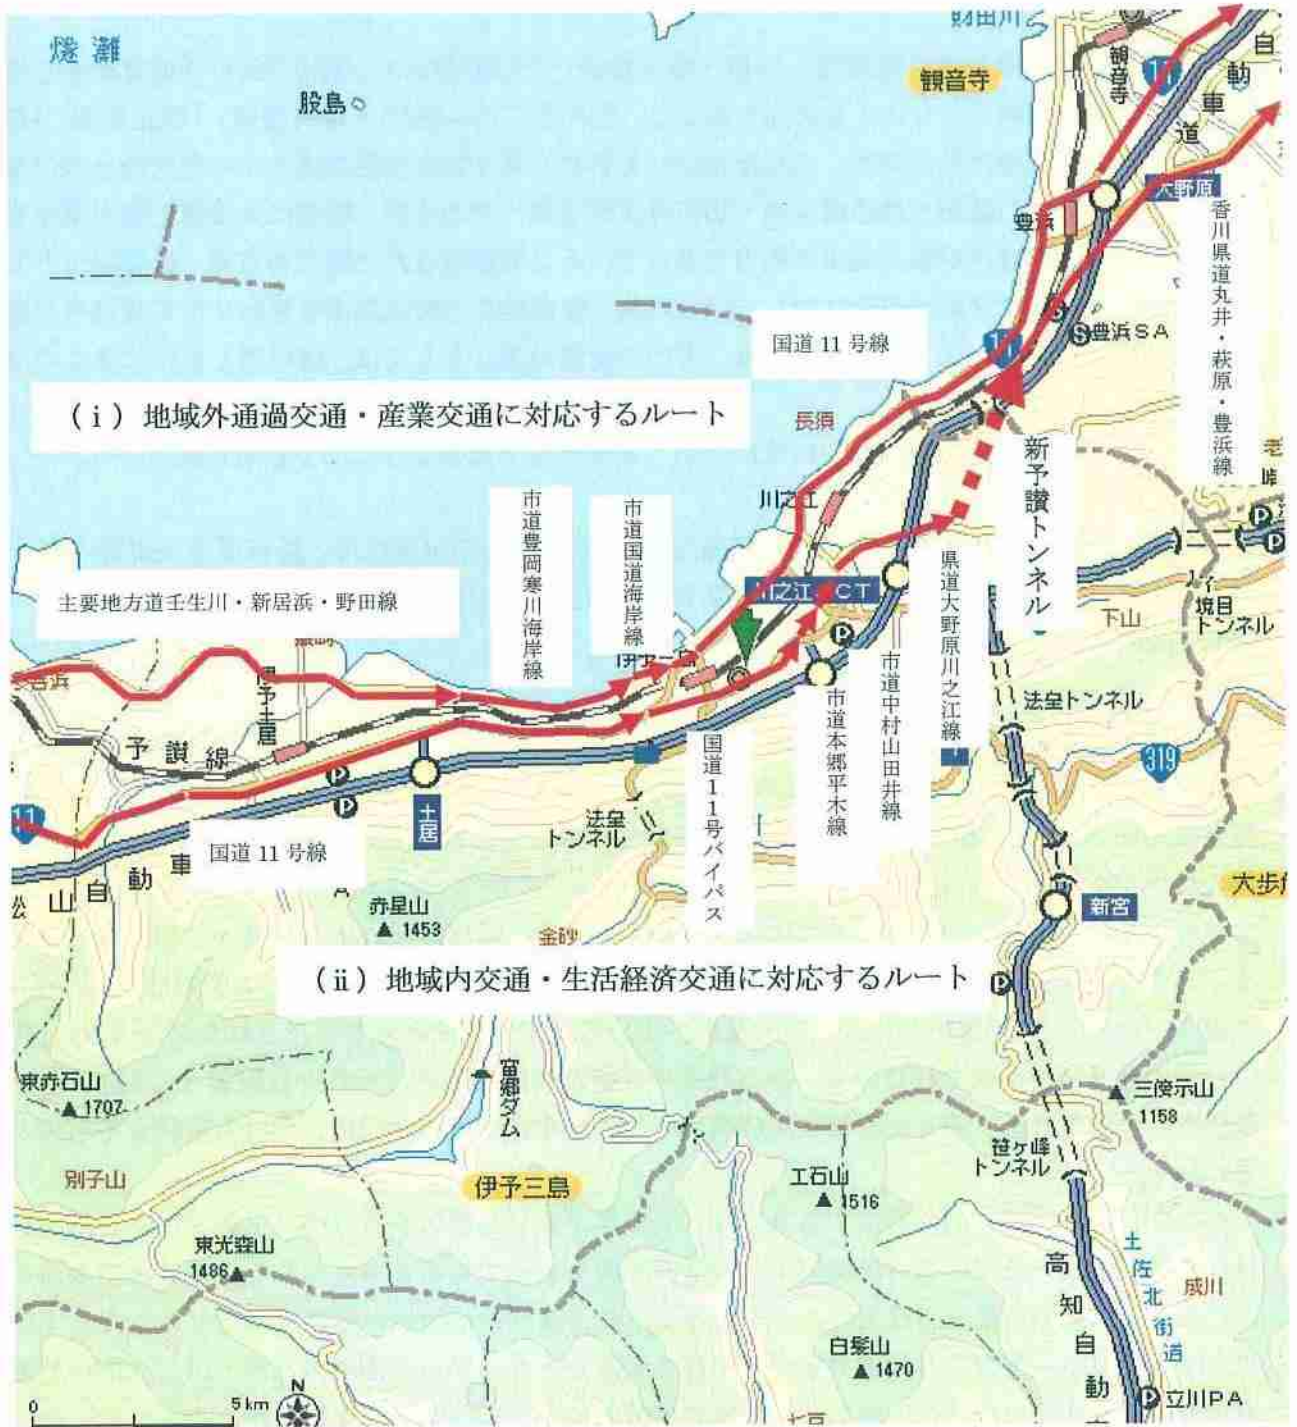 燧灘
股島
財田川
観音寺
観音寺
11
自動車道
大野原
豊浜
香川県道丸井・萩原・豊浜線
豊浜SA
国道11号線
11
(ⅰ) 地域外通過交通・産業交通に対応するルート
長須
新予讃トンネル
川之江
市道豊岡寒川海岸線
市道国道海岸線
主要地方道壬生川・新居浜・野田線
川之江JCT
県道大野原川之江線
境目
トンネル
下山
伊予三島
伊予土居
市道中村山田井線
市道本郷平木線
法皇トンネル
319
予讃線
国道11号バイパス
11
土居
法皇
トンネル
国道11号線
山自動車
新宮
赤星山
1453
金砂
(ⅱ) 地域内交通・生活経済交通に対応するルート
東赤石山
1707
富郷ダム
三傍示山
1158
笹ヶ峰
トンネル
別子山
伊予三島
工石山
1516
東光森山
1486
土佐北街道
高知自動
成川
白髪山
1470
立川PA
0
5km
N